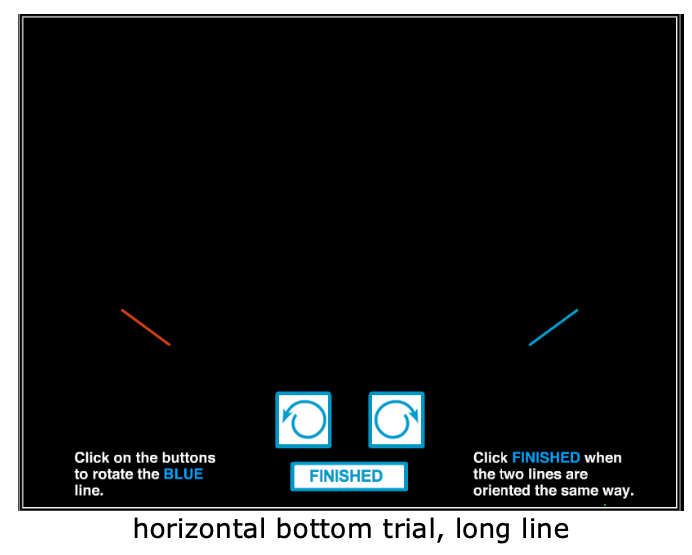 Click on the buttons
to rotate the BLUE
line.
FINISHED
Click FINISHED when
the two lines are
oriented the same way.
horizontal bottom trial, long line